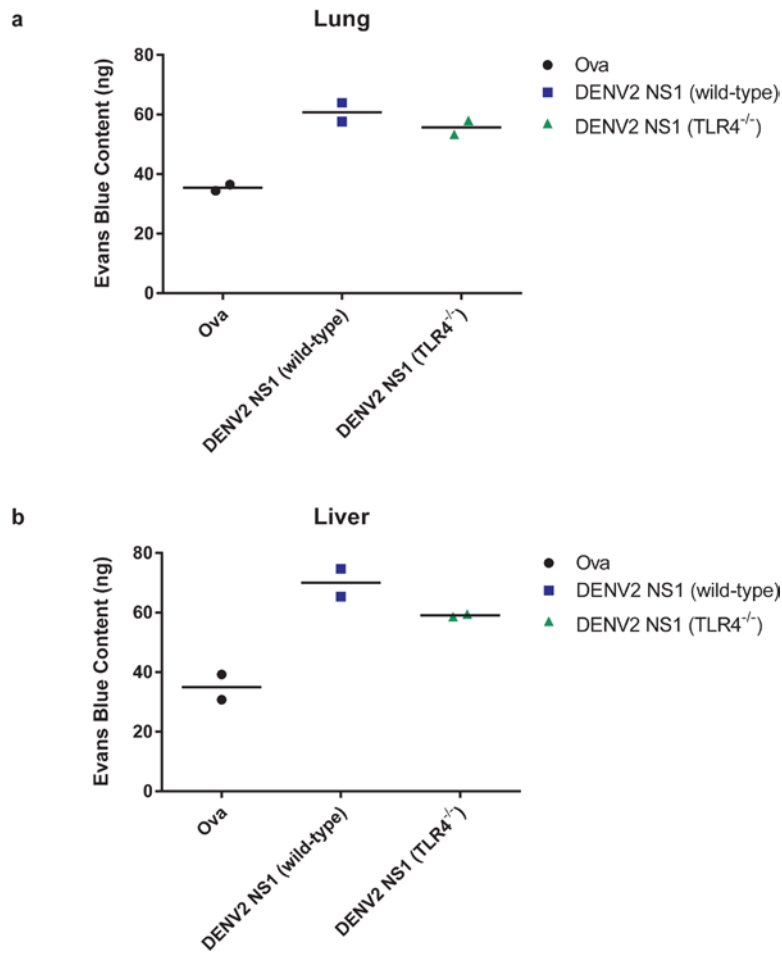 a
Lung
Evans Blue Content (ng)
80
60
40
20
0
Ova
DENV2 NS1 (wild-type)
DENV2 NS1 (TLR4-/-)
Ova
DENV2 NS1 (wild-type)
DENV2 NS1 (TLR4-/-)
b
Liver
Evans Blue Content (ng)
80
60
40
20
0
Ova
DENV2 NS1 (wild-type)
DENV2 NS1 (TLR4-/-)
Ova
DENV2 NS1 (wild-type)
DENV2 NS1 (TLR4-/-)